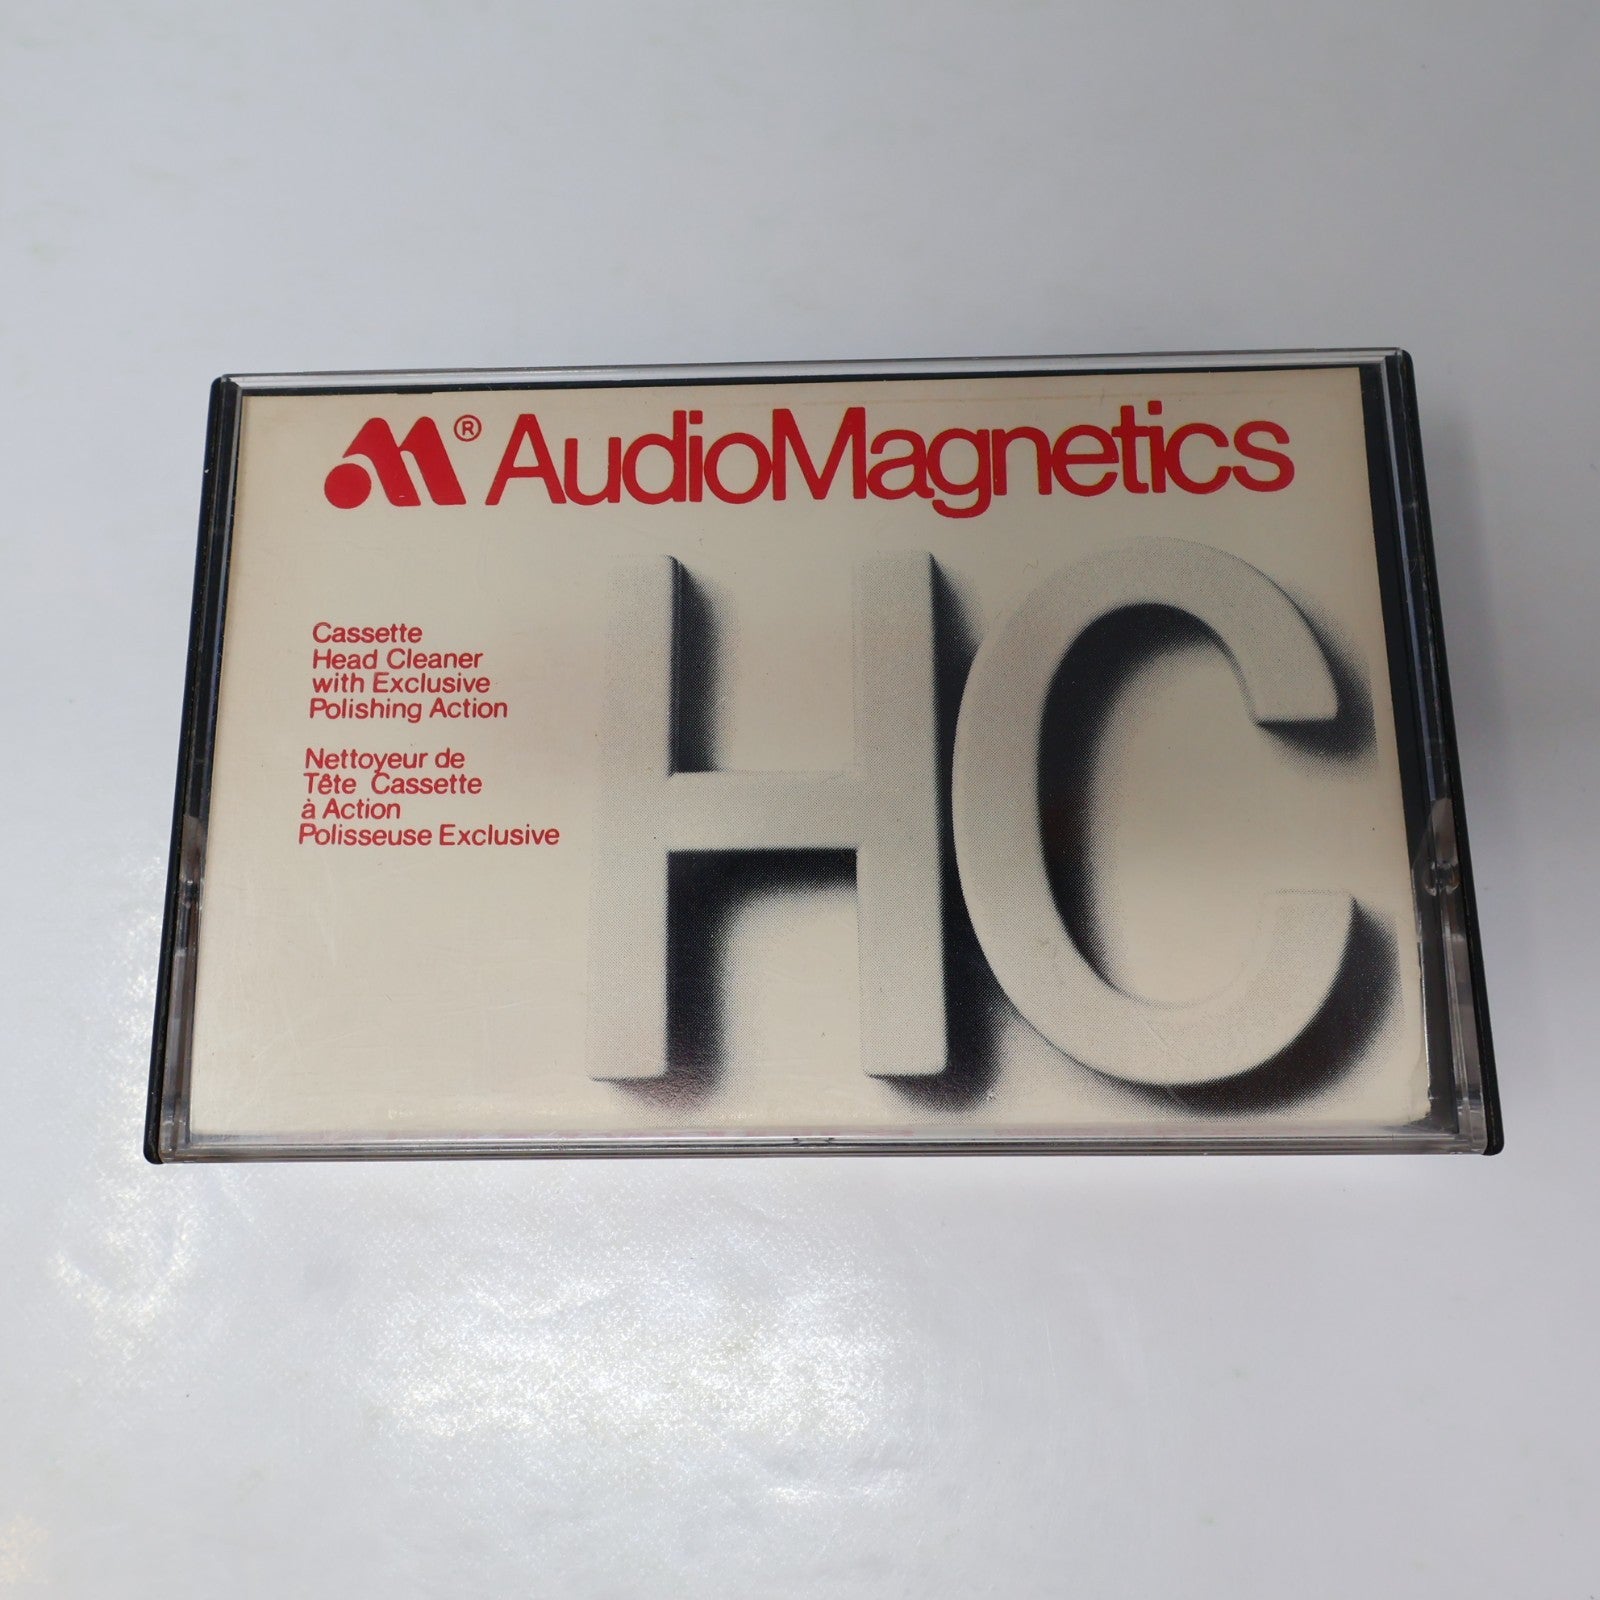 ® AudioMagnetics
HC
Cassette
Head Cleaner
with Exclusive
Polishing Action
Nettoyeur de
Tête Cassette
à Action
Polisseuse Exclusive